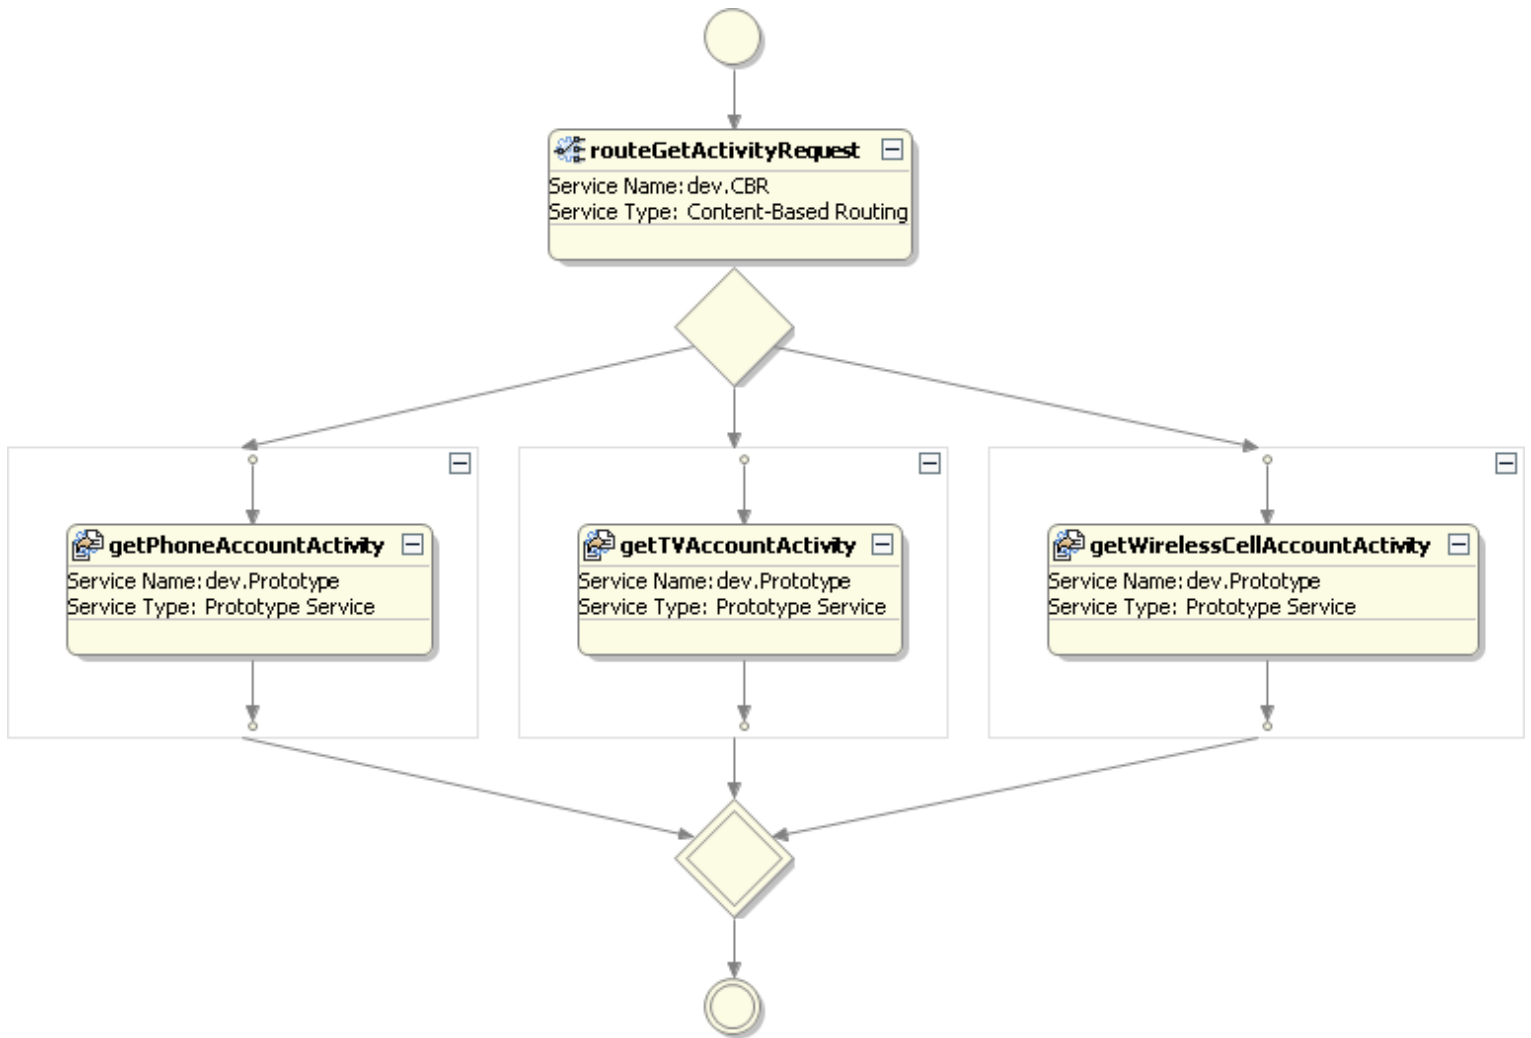 routeGetActivityRequest
Service Name: dev.CBR
Service Type: Content-Based Routing
getPhoneAccountActivity
Service Name: dev.Prototype
Service Type: Prototype Service
getTVAccountActivity
Service Name: dev.Prototype
Service Type: Prototype Service
getWirelessCellAccountActivity
Service Name: dev.Prototype
Service Type: Prototype Service